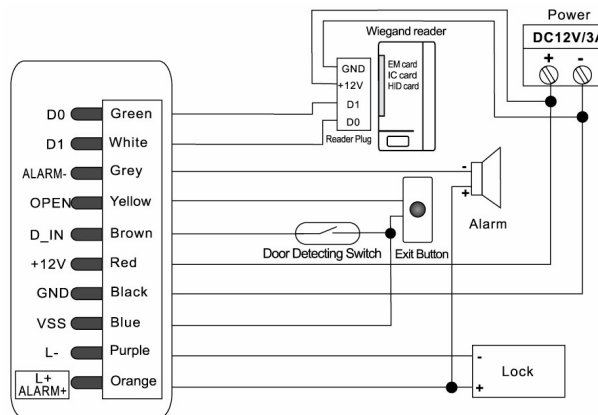 Power
DC12V/3A
+ -
Wiegand reader
GND
+12V
D1
D0
Reader Plug
EM card
IC card
HID card
D0 Green
D1 White
ALARM- Grey
OPEN Yellow
D_IN Brown
+12V Red
GND Black
VSS Blue
L- Purple
L+
ALARM+
Orange
-
+
Alarm
Door Detecting Switch
Exit Button
-
+
Lock